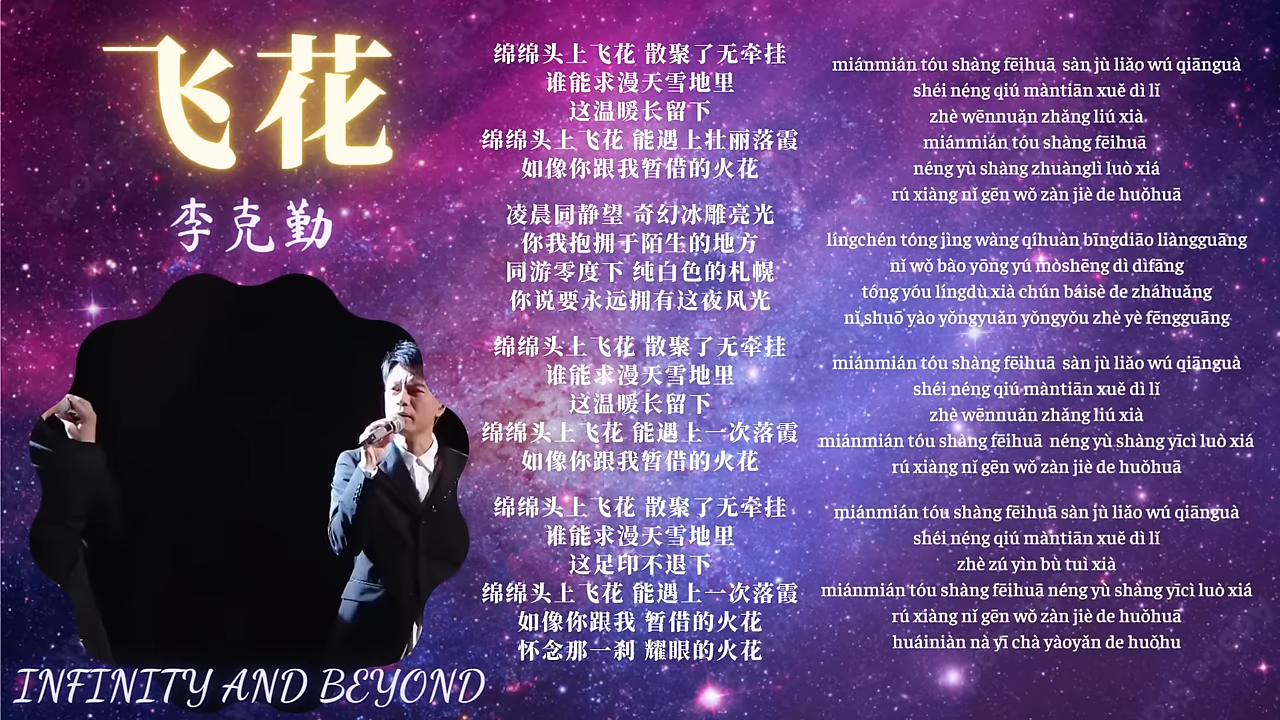 飞花
李克勤
INFINITY AND BEYOND
绵绵头上飞花 散聚了无牵挂
谁能求漫天雪地里
这温暖长留下
绵绵头上飞花 能遇上壮丽落霞
如像你跟我暂借的火花
凌晨同静望 奇幻冰雕亮光
你我抱拥于陌生的地方
同游零度下 纯白色的札幌
你说要永远拥有这夜风光
绵绵头上飞花 散聚了无牵挂
谁能求漫天雪地里
这温暖长留下
绵绵头上飞花 能遇上一次落霞
如像你跟我暂借的火花
绵绵头上飞花 散聚了无牵挂
谁能求漫天雪地里
这足印不退下
绵绵头上飞花 能遇上一次落霞
如像你跟我 暂借的火花
怀念那一刹 耀眼的火花
miánmián tóu shàng fēihuā sàn jù liǎo wú qiānguà
shéi néng qiú màntiān xuě dì lǐ
zhè wēnnuǎn zhǎng liú xià
miánmián tóu shàng fēihuā
néng yù shàng zhuànglì luò xiá
rú xiàng nǐ gēn wǒ zàn jiè de huǒhuā
língchén tóng jìng wàng qíhuàn bīngdiāo liàngguāng
nǐ wǒ bào yōng yú mòshēng dì dìfāng
tóng yóu língdù xià chún báisè de zháhuǎng
nǐ shuō yào yǒngyuǎn yǒngyǒu zhè yè fēngguāng
miánmián tóu shàng fēihuā sàn jù liǎo wú qiānguà
shéi néng qiú màntiān xuě dì lǐ
zhè wēnnuǎn zhǎng liú xià
miánmián tóu shàng fēihuā néng yù shàng yīcì luò xiá
rú xiàng nǐ gēn wǒ zàn jiè de huǒhuā
miánmián tóu shàng fēihuā sàn jù liǎo wú qiānguà
shéi néng qiú màntiān xuě dì lǐ
zhè zú yìn bù tuì xià
miánmián tóu shàng fēihuā néng yù shàng yīcì luò xiá
rú xiàng nǐ gēn wǒ zàn jiè de huǒhuā
huáiniàn nà yī chà yàoyǎn de huǒhu